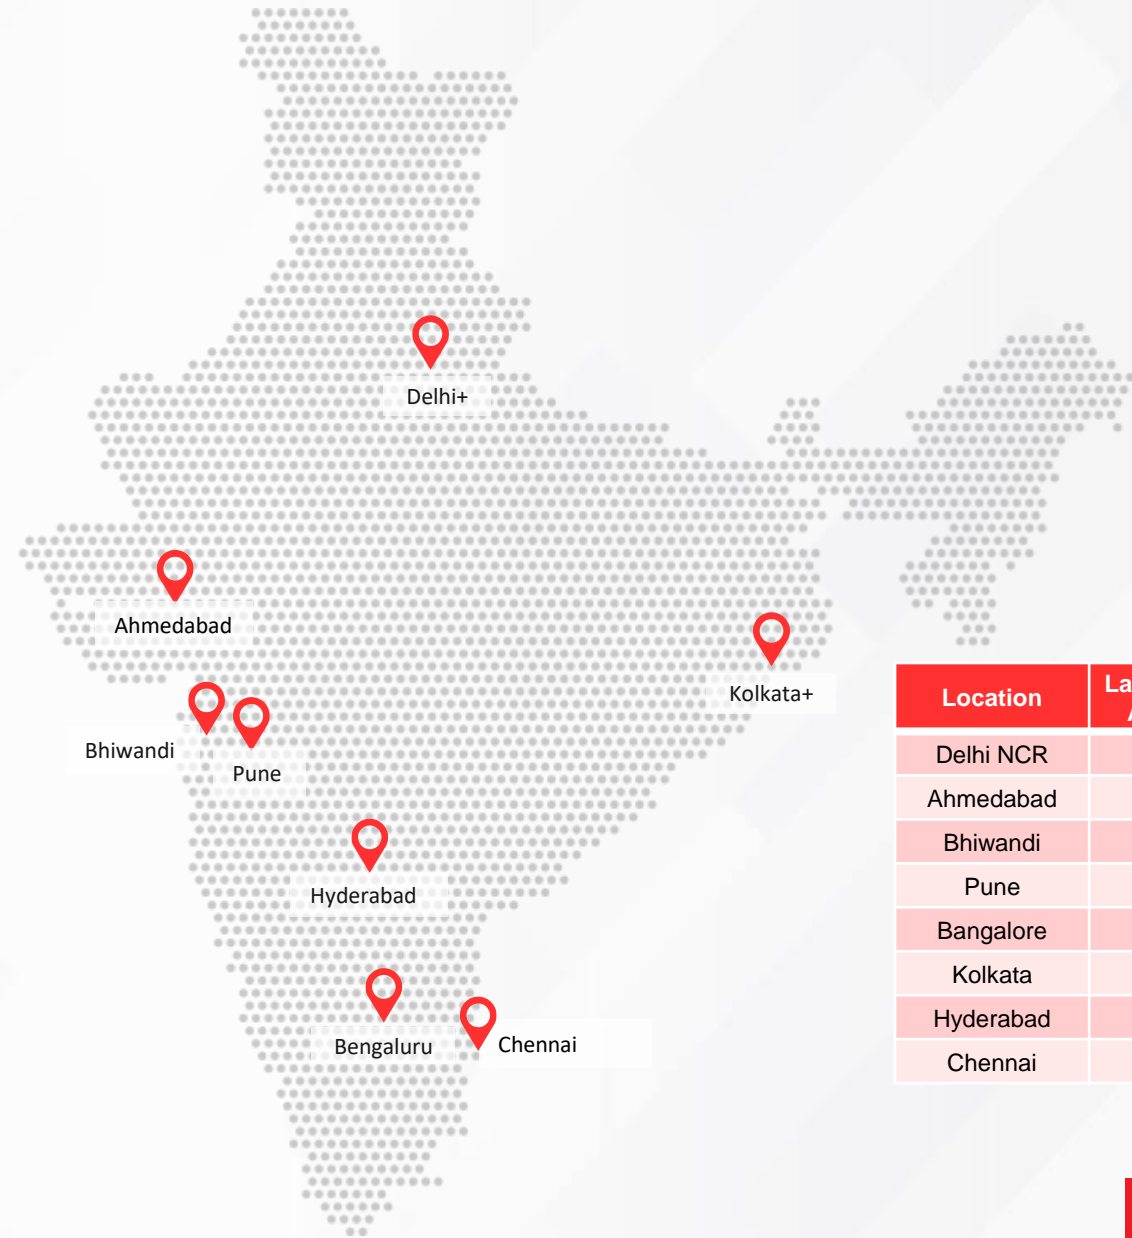 Delhi+
Ahmedabad
Kolkata+
Bhiwandi
Pune
Hyderabad
Bengaluru
Chennai
Location
Delhi NCR
Ahmedabad
Bhiwandi
Pune
Bangalore
Kolkata
Hyderabad
Chennai